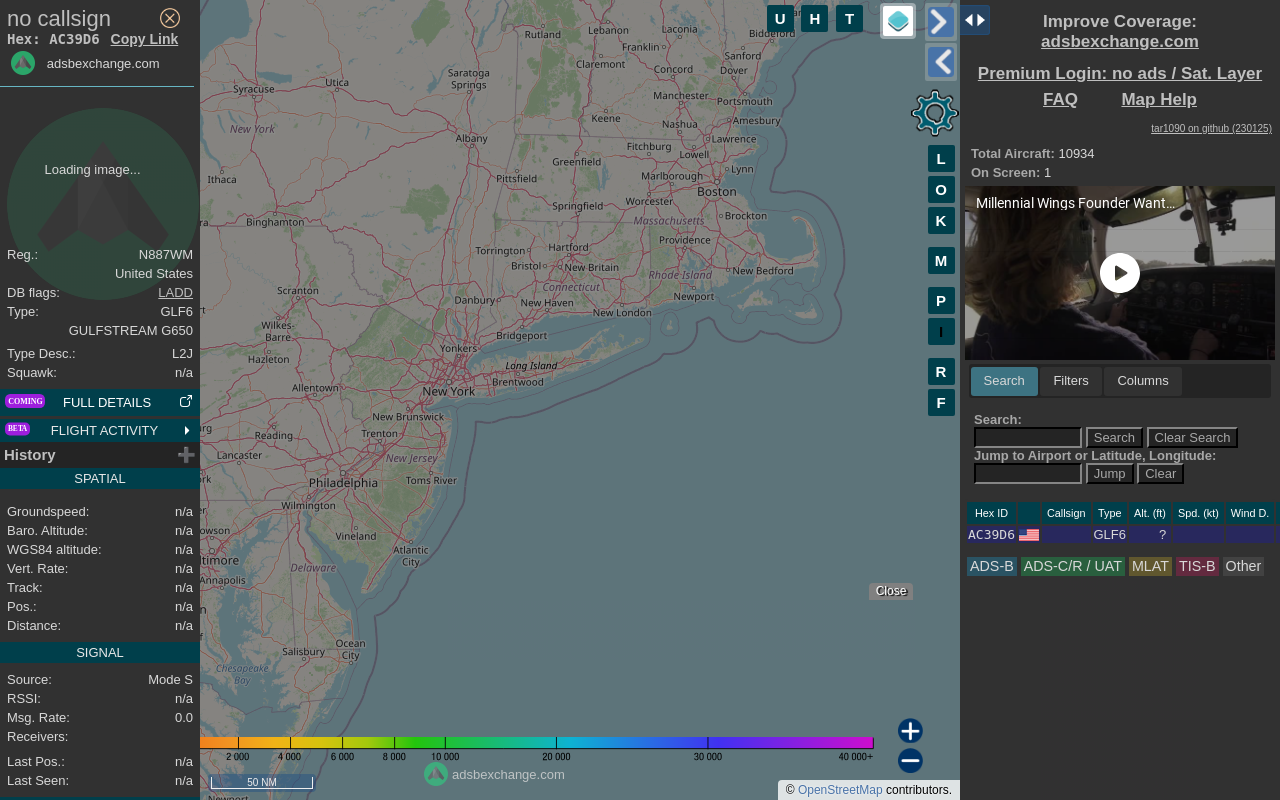 no callsign
Hex: AC39D6 Copy Link
adsbexchange.com
Loading image...
Reg.: N887WM
United States
DB flags: LADD
Type: GLF6
GULFSTREAM G650
Type Desc.: L2J
Squawk: n/a
COMING FULL DETAILS
BETA FLIGHT ACTIVITY
History
SPATIAL
Groundspeed: n/a
Baro. Altitude: n/a
WGS84 altitude: n/a
Vert. Rate: n/a
Track: n/a
Pos.: n/a
Distance: n/a
SIGNAL
Source: Mode S
RSSI: n/a
Msg. Rate: 0.0
Receivers:
Last Pos.: n/a
Last Seen: n/a
U H T
L
O
K
M
P
I
R
F
Rutland
Lebanon
Laconia
Biddeford
Franklin
Sanford
Claremont
Concord
Dover
Utica
Saratoga
Springs
Syracuse
Manchester
Portsmouth
Keene
Amesbury
New York
Nashua
Albany
Lawrence
Fitchburg
Lowell
Greenfield
Lynn
Ithaca
Pittsfield
Marlborough
Boston
Worcester
Springfield
Brockton
Binghamton
Massachusetts
Providence
Torrington
Hartford
Bristol
New Britain
New Bedford
Rhode Island
Connecticut
Scranton
Danbury
New Haven
Newport
New London
Wilkes-
Barre
Bridgeport
Yonkers
Hazleton
Long Island
Brentwood
Allentown
New York
New Brunswick
Reading
Trenton
Lancaster
New Jersey
Philadelphia
Toms River
Wilmington
Vineland
Atlantic
City
Annapolis
Delaware
Ocean
City
Salisbury
Chesapeake
Bay
Close
2 000 4 000 6 000 8 000 10 000 20 000 30 000 40 000+
50 NM
adsbexchange.com
© OpenStreetMap contributors.
Improve Coverage:
adsbexchange.com
Premium Login: no ads / Sat. Layer
FAQ Map Help
tar1090 on github (230125)
Total Aircraft: 10934
On Screen: 1
Millennial Wings Founder Want...
Search Filters Columns
Search:
Search Clear Search
Jump to Airport or Latitude, Longitude:
Jump Clear
Hex ID Callsign Type Alt. (ft) Spd. (kt) Wind D.
AC39D6 GLF6 ?
ADS-B ADS-C/R / UAT MLAT TIS-B Other